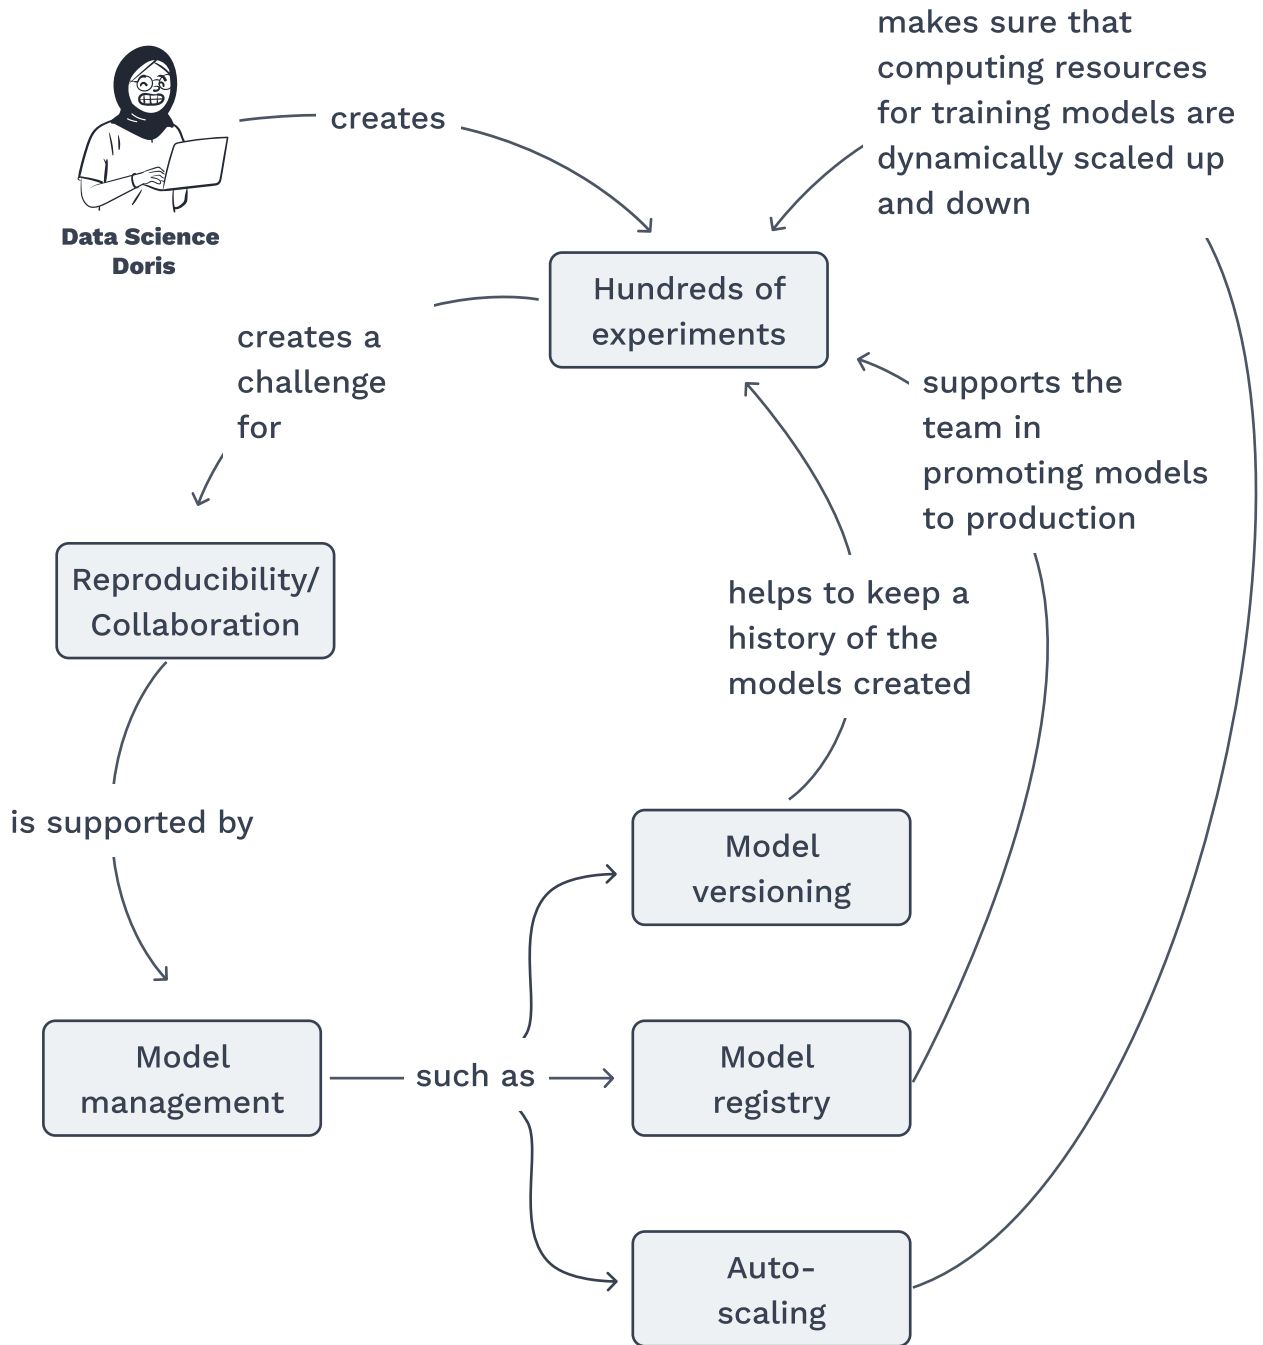 makes sure that
computing resources
for training models are
dynamically scaled up
and down
creates
Data Science
Doris
Hundreds of
experiments
creates a
challenge
for
supports the
team in
promoting models
to production
Reproducibility/
Collaboration
helps to keep a
history of the
models created
is supported by
Model
versioning
Model
management
such as
Model
registry
Auto-
scaling